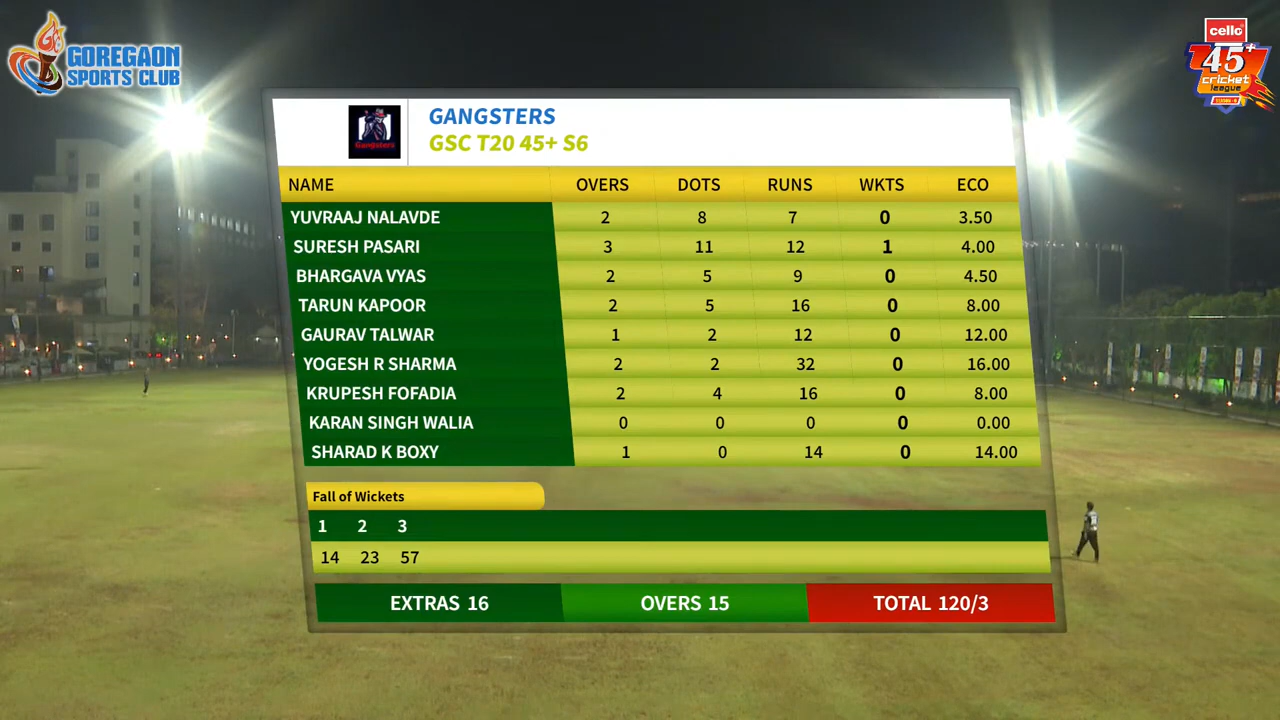 GOREGAON
SPORTS CLUB
cello
45+
cricket
league
Gangsters
GANGSTERS
GSC T20 45+ S6
NAME OVERS DOTS RUNS WKTS ECO
YUVRAAJ NALAVDE 2 8 7 0 3.50
SURESH PASARI 3 11 12 1 4.00
BHARGAVA VYAS 2 5 9 0 4.50
TARUN KAPOOR 2 5 16 0 8.00
GAURAV TALWAR 1 2 12 0 12.00
YOGESH R SHARMA 2 2 32 0 16.00
KRUPESH FOFADIA 2 4 16 0 8.00
KARAN SINGH WALIA 0 0 0 0 0.00
SHARAD K BOXY 1 0 14 0 14.00
Fall of Wickets
1 2 3
14 23 57
EXTRAS 16 OVERS 15 TOTAL 120/3